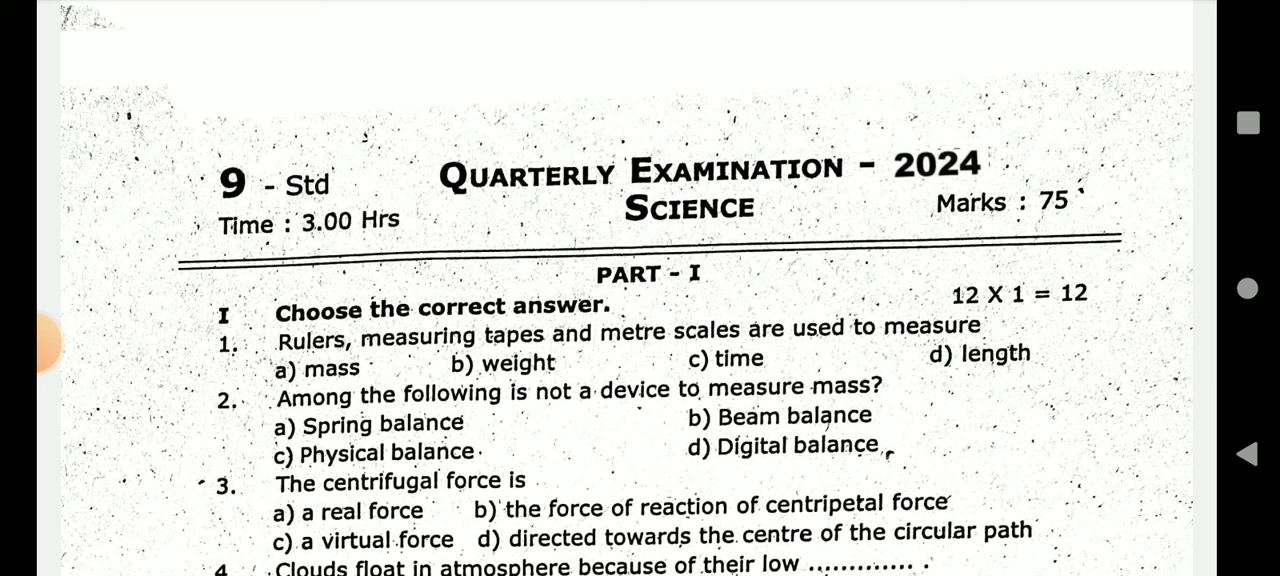 9 - Std
QUARTERLY EXAMINATION - 2024
Time : 3.00 Hrs
SCIENCE
Marks : 75
PART - I
I Choose the correct answer. 12 X 1 = 12
1. Rulers, measuring tapes and metre scales are used to measure
a) mass b) weight c) time d) length
2. Among the following is not a device to measure mass?
a) Spring balance b) Beam balance
c) Physical balance d) Digital balance
3. The centrifugal force is
a) a real force b) the force of reaction of centripetal force
c) a virtual force d) directed towards the centre of the circular path
4. Clouds float in atmosphere because of their low ............. .